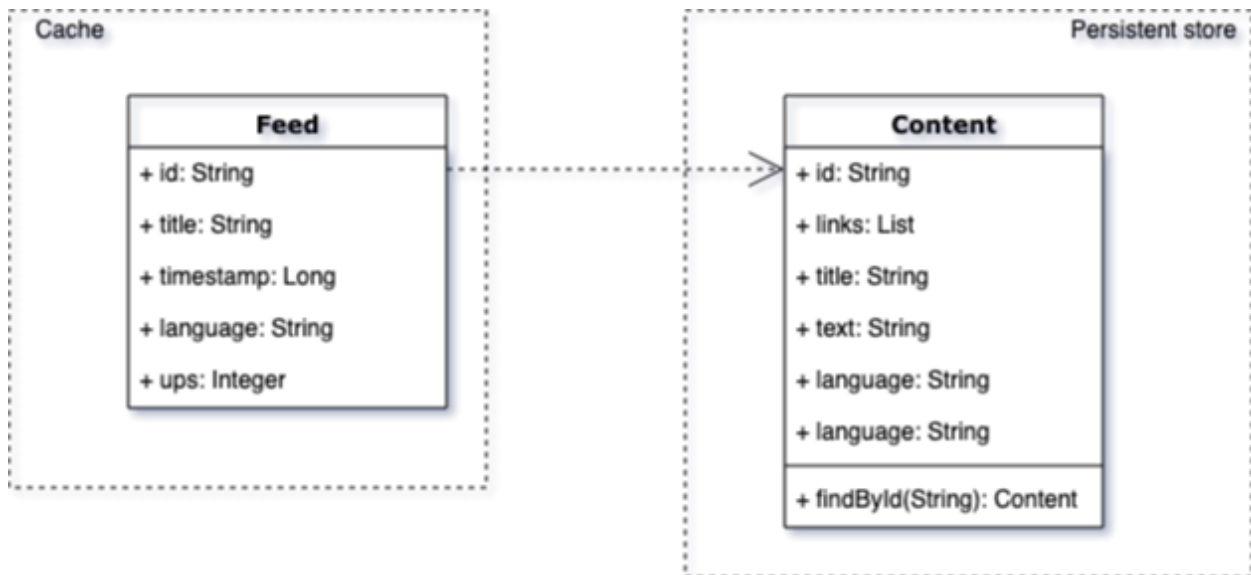 Cache
Feed
+ id: String
+ title: String
+ timestamp: Long
+ language: String
+ ups: Integer
Persistent store
Content
+ id: String
+ links: List
+ title: String
+ text: String
+ language: String
+ language: String
+ findById(String): Content